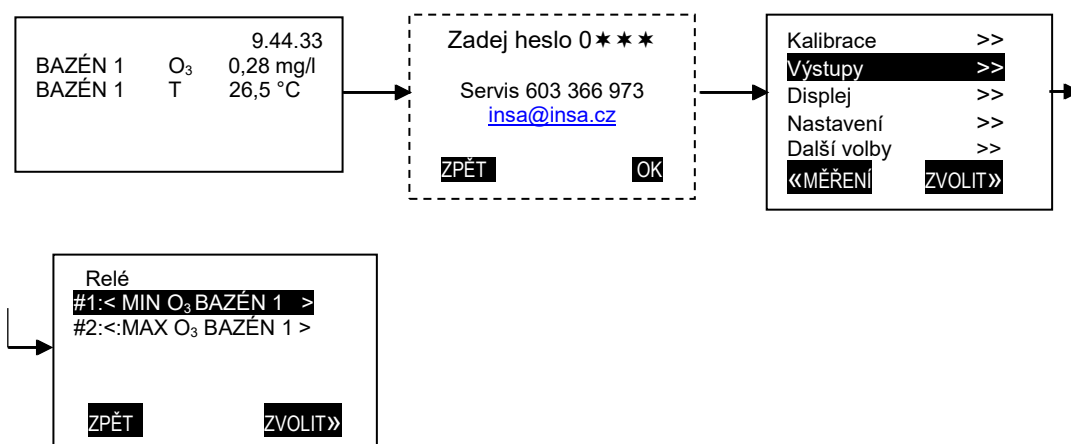 9.44.33
BAZÉN 1 O₃ 0,28 mg/l
BAZÉN 1 T 26,5 °C
Zadej heslo 0✶✶✶
Servis 603 366 973
insa@insa.cz
ZPĚT OK
Kalibrace >>
Výstupy >>
Displej >>
Nastavení >>
Další volby >>
«MĚŘENÍ ZVOLIT»
Relé
#1:< MIN O₃ BAZÉN 1 >
#2:<:MAX O₃ BAZÉN 1 >
ZPĚT ZVOLIT»